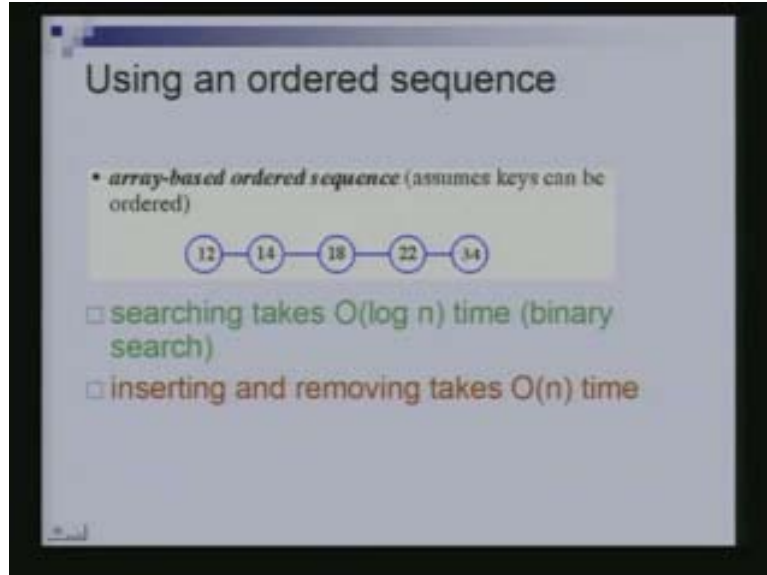 Using an ordered sequence
• array-based ordered sequence (assumes keys can be
ordered)
12 14 18 22 34
searching takes O(log n) time (binary
search)
inserting and removing takes O(n) time